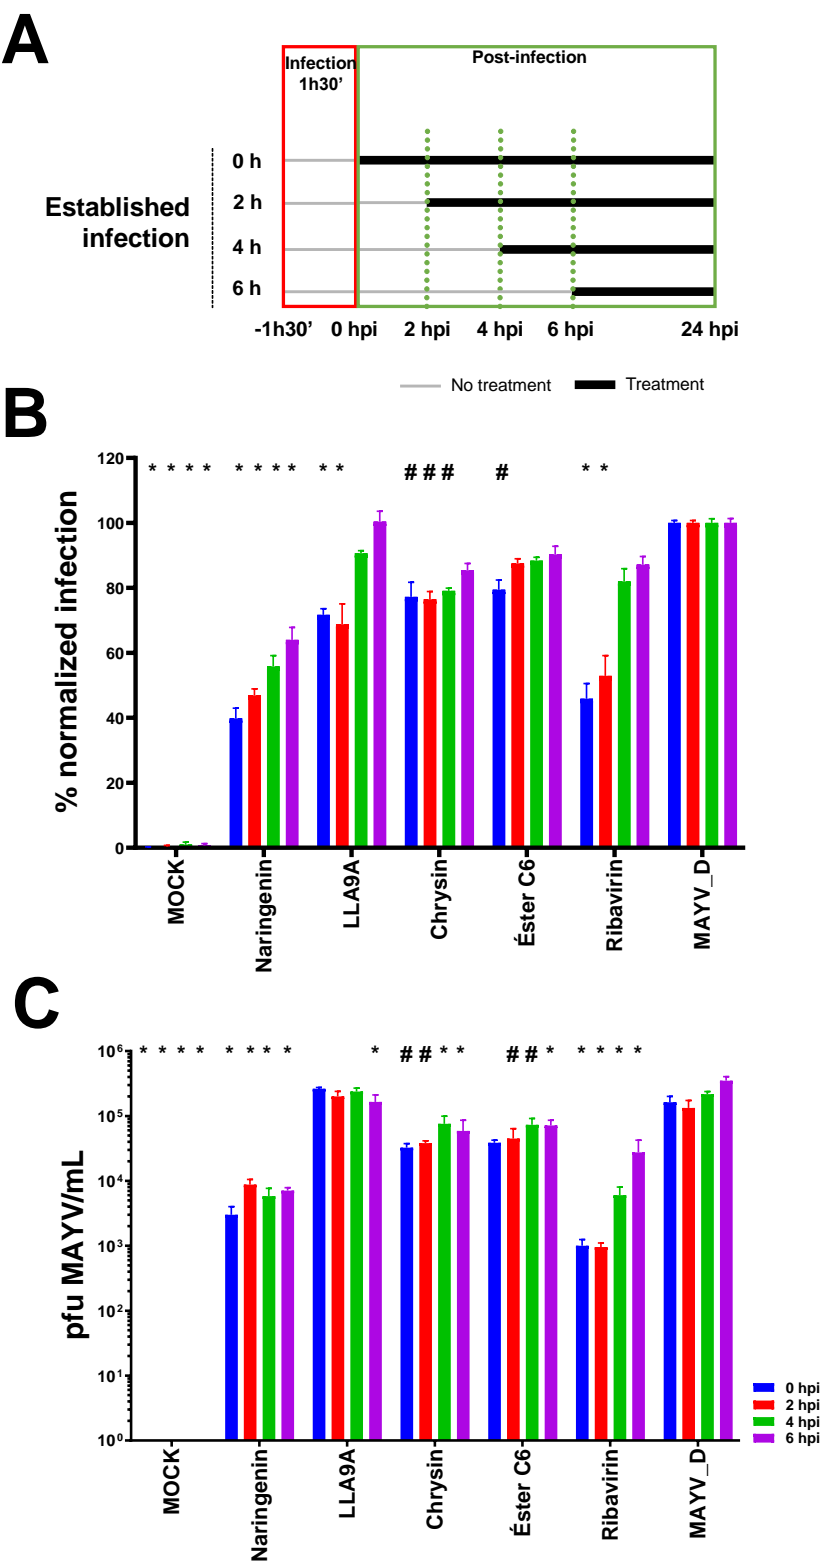 A
Infection
1h30’
Post-infection
Established
infection
0 h
2 h
4 h
6 h
-1h30’ 0 hpi 2 hpi 4 hpi 6 hpi 24 hpi
No treatment Treatment
B
% normalized infection
120
100
80
60
40
20
0
* * * * * * * * * * # # # # * *
MOCK
Naringenin
LLA9A
Chrysin
Éster C6
Ribavirin
MAYV_D
C
pfu MAYV/mL
10⁶
10⁵
10⁴
10³
10²
10¹
10⁰
* * * * * * * * * # # * * # # * * * * *
MOCK
Naringenin
LLA9A
Chrysin
Éster C6
Ribavirin
MAYV_D
0 hpi
2 hpi
4 hpi
6 hpi